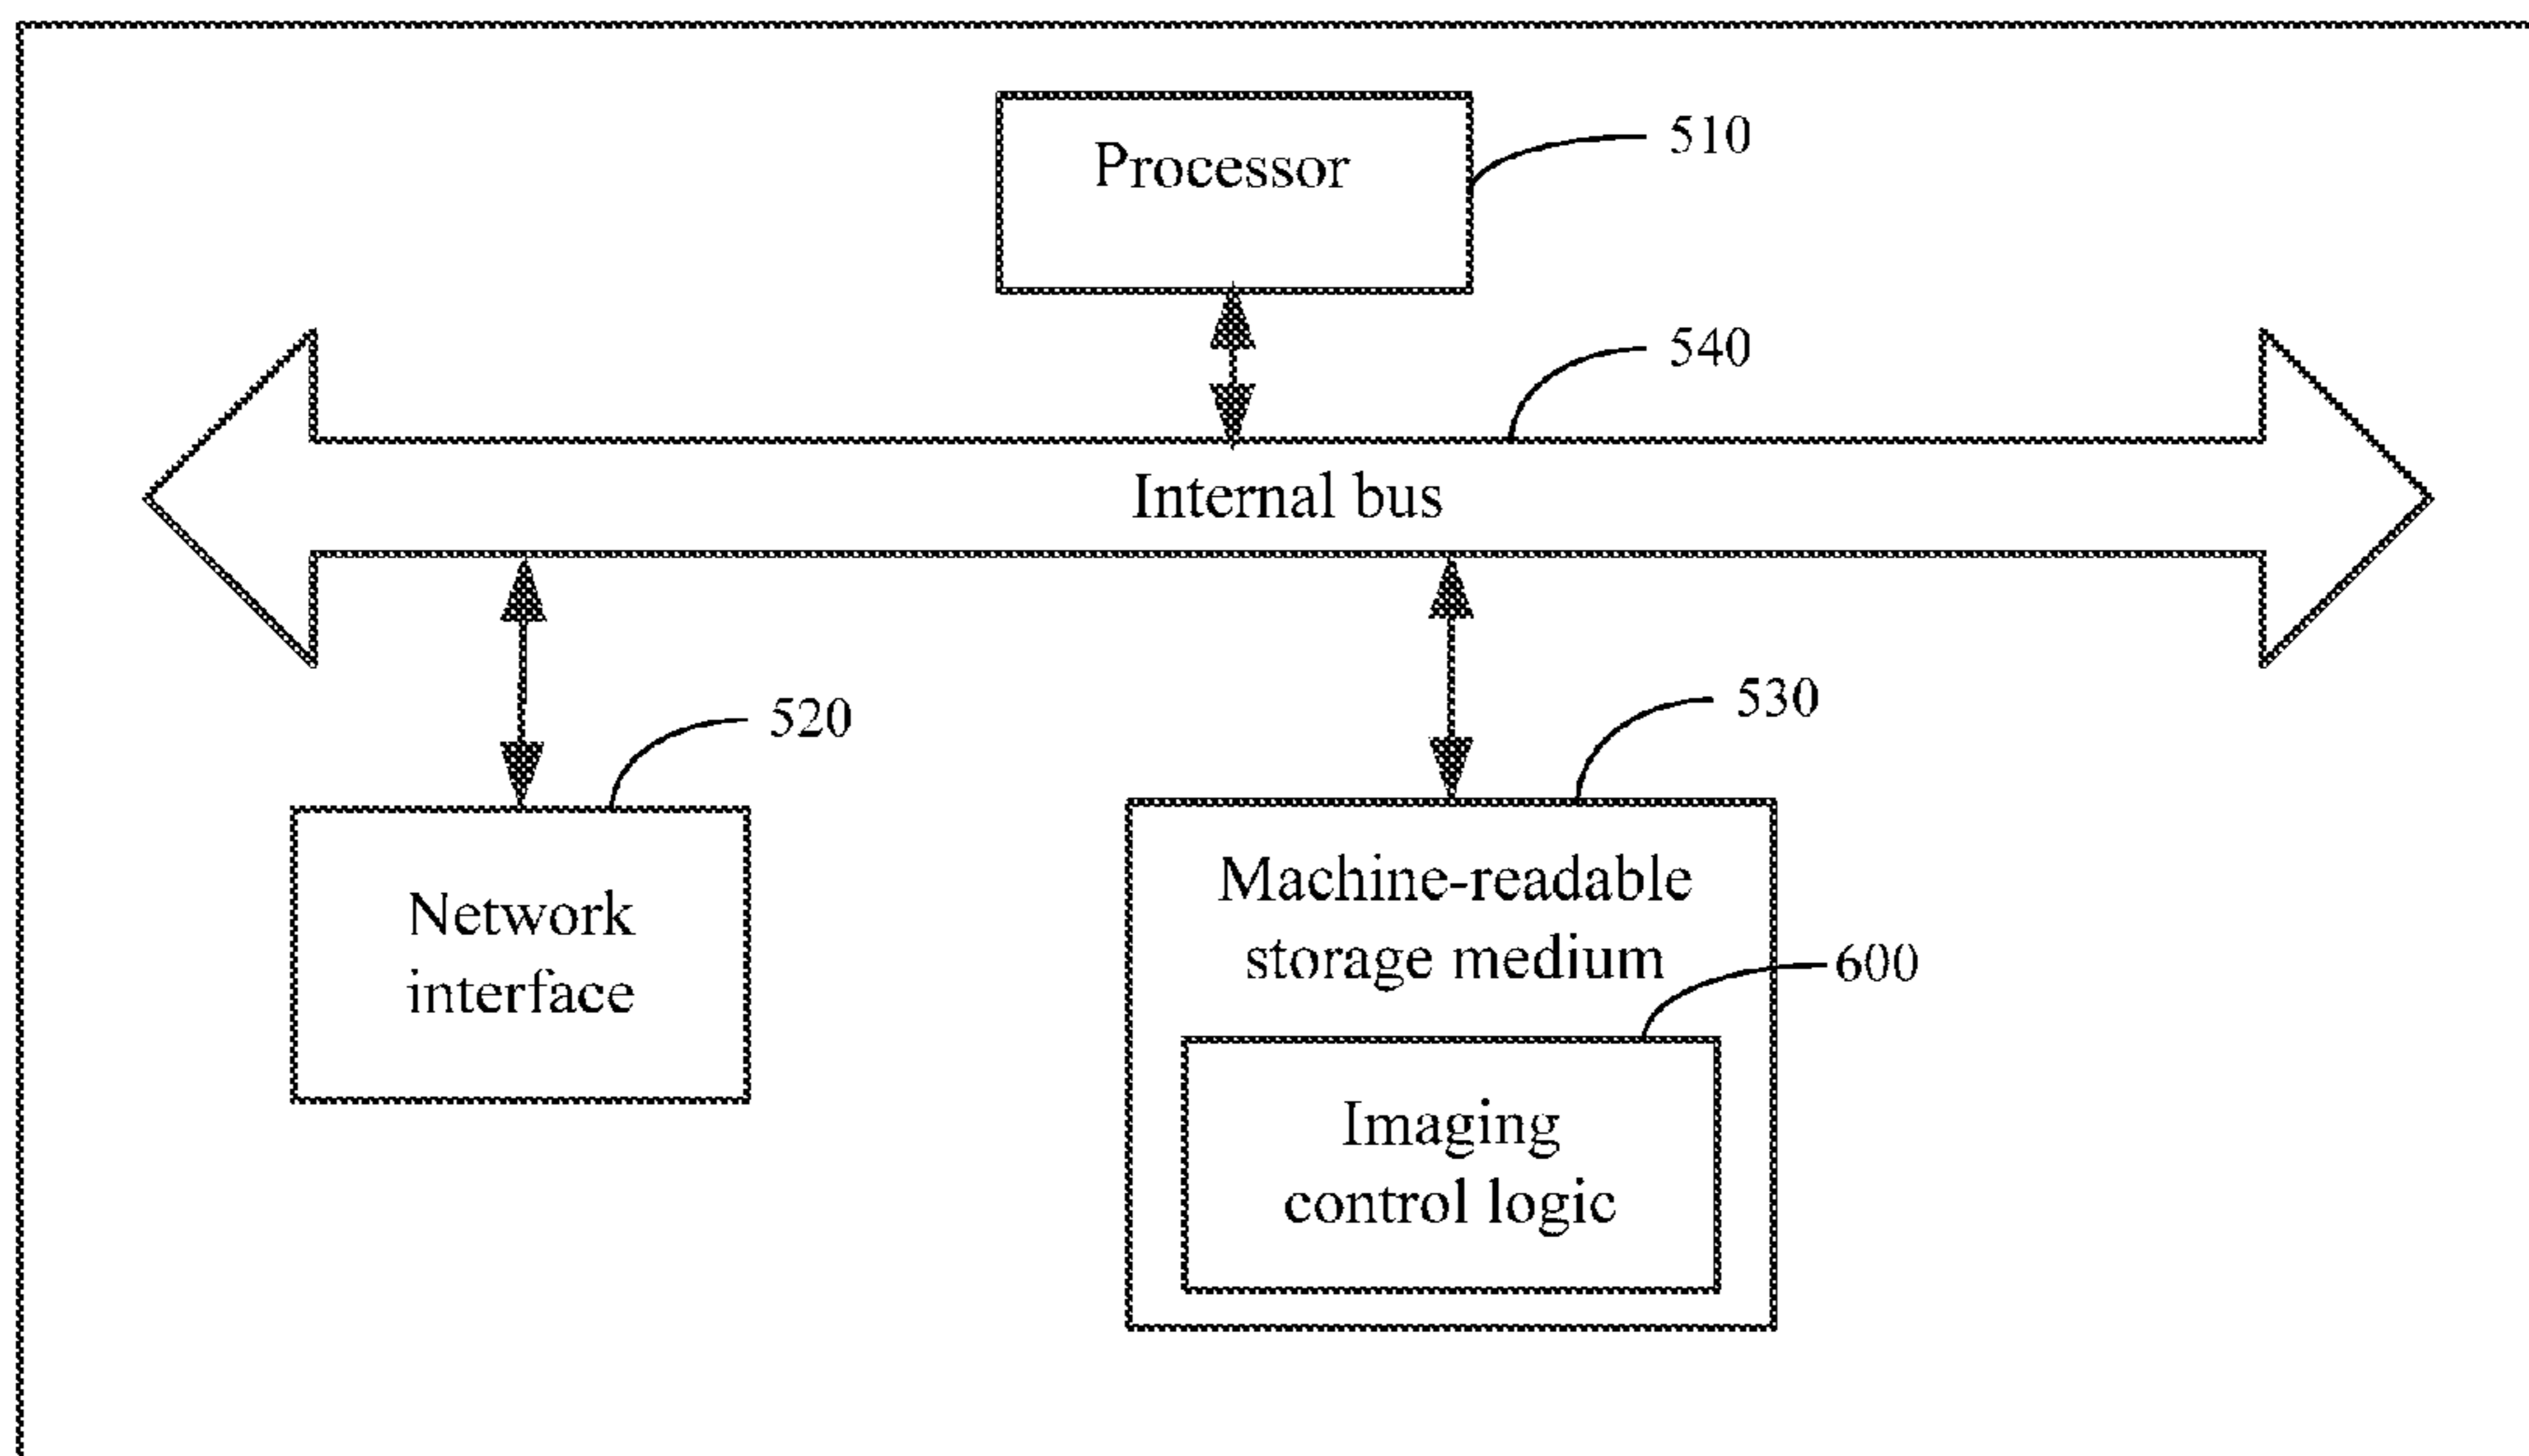 Processor
510
540
Internal bus
520
530
Network
interface
Machine-readable
storage medium
600
Imaging
control logic